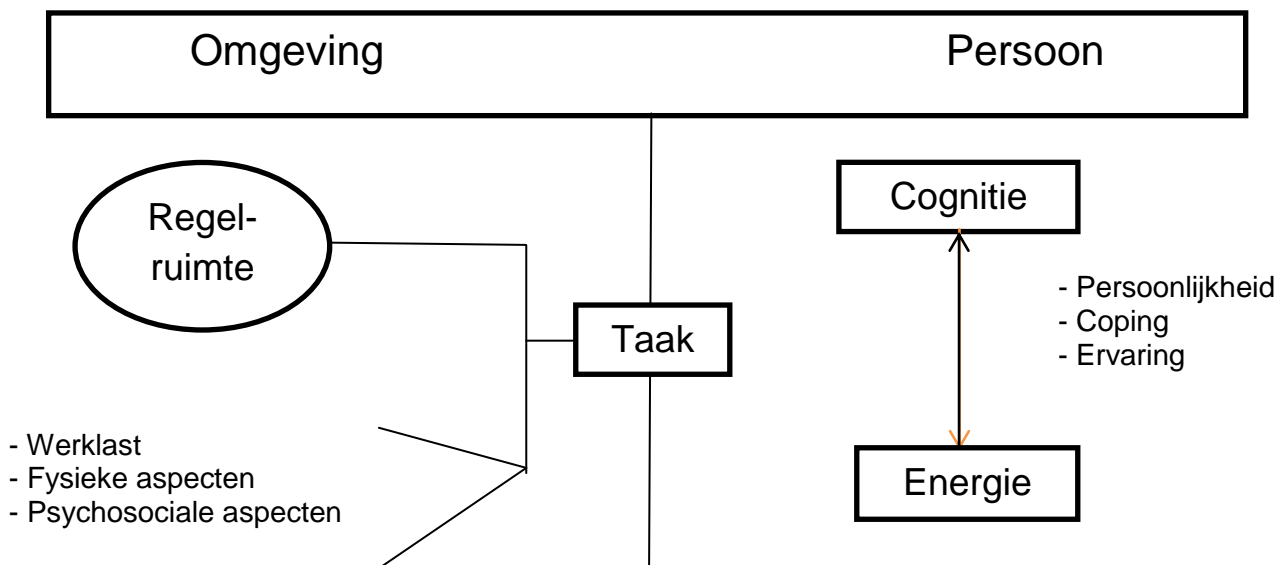 Omgeving
Persoon
Regel-
ruimte
Taak
Cognitie
- Persoonlijkheid
- Coping
- Ervaring
Energie
- Werklast
- Fysieke aspecten
- Psychosociale aspecten